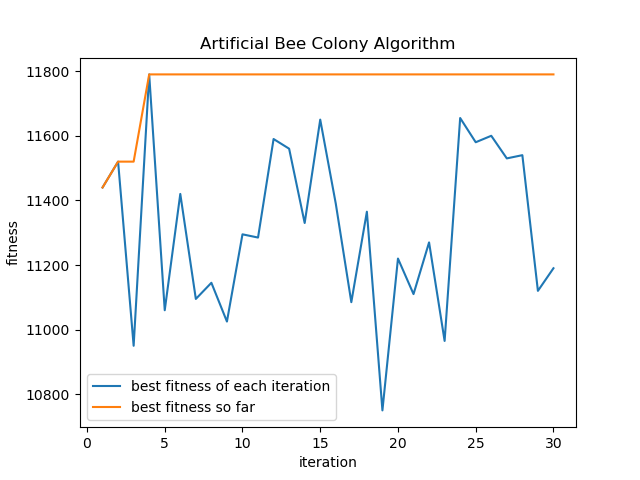 Artificial Bee Colony Algorithm
fitness
11800
11600
11400
11200
11000
10800
best fitness of each iteration
best fitness so far
0 5 10 15 20 25 30
iteration